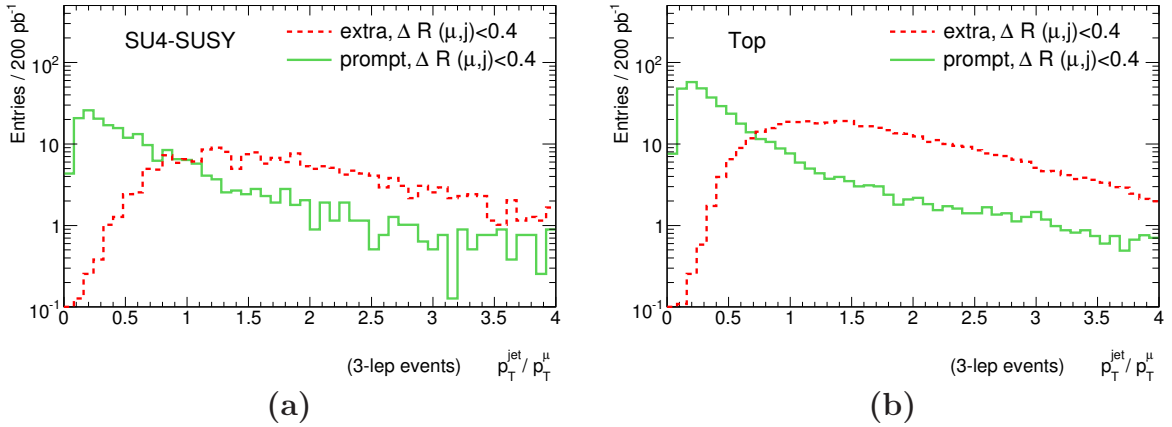 Entries / 200 pb⁻¹
SU4-SUSY
extra, Δ R (μ,j)<0.4
prompt, Δ R (μ,j)<0.4
10²
10
1
10⁻¹
0 0.5 1 1.5 2 2.5 3 3.5 4
(3-lep events) p_T^jet / p_T^μ
(a)
Entries / 200 pb⁻¹
Top
extra, Δ R (μ,j)<0.4
prompt, Δ R (μ,j)<0.4
10²
10
1
10⁻¹
0 0.5 1 1.5 2 2.5 3 3.5 4
(3-lep events) p_T^jet / p_T^μ
(b)